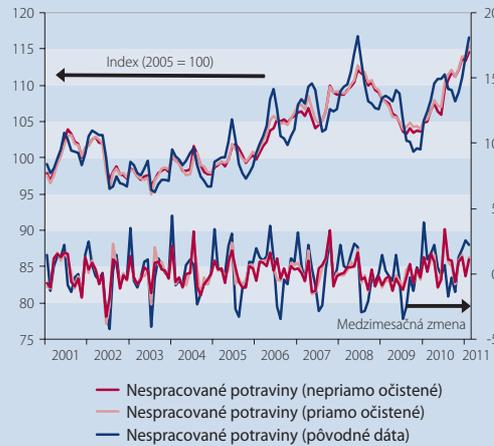 120
20
Index (2005 = 100)
115
15
110
105
10
100
95
5
90
85
0
80
Medzimesačná zmena
75
-5
2001 2002 2003 2004 2005 2006 2007 2008 2009 2010 2011
Nespracované potraviny (nepriamo očistené)
Nespracované potraviny (priamo očistené)
Nespracované potraviny (pôvodné dáta)